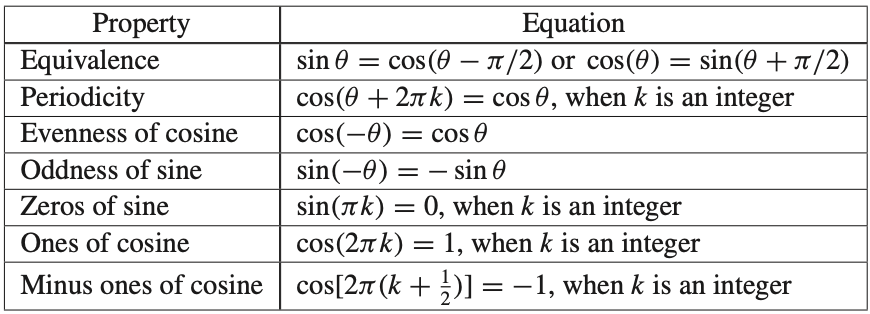 Property Equation
Equivalence sin θ = cos(θ − π/2) or cos(θ) = sin(θ + π/2)
Periodicity cos(θ + 2πk) = cos θ, when k is an integer
Evenness of cosine cos(−θ) = cos θ
Oddness of sine sin(−θ) = − sin θ
Zeros of sine sin(πk) = 0, when k is an integer
Ones of cosine cos(2πk) = 1, when k is an integer
Minus ones of cosine cos[2π(k + 1/2)] = −1, when k is an integer